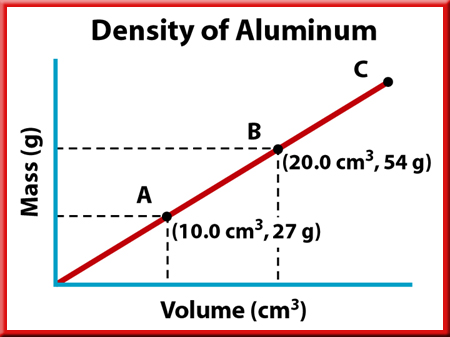 Density of Aluminum
C
B
(20.0 cm³, 54 g)
A
(10.0 cm³, 27 g)
Mass (g)
Volume (cm³)